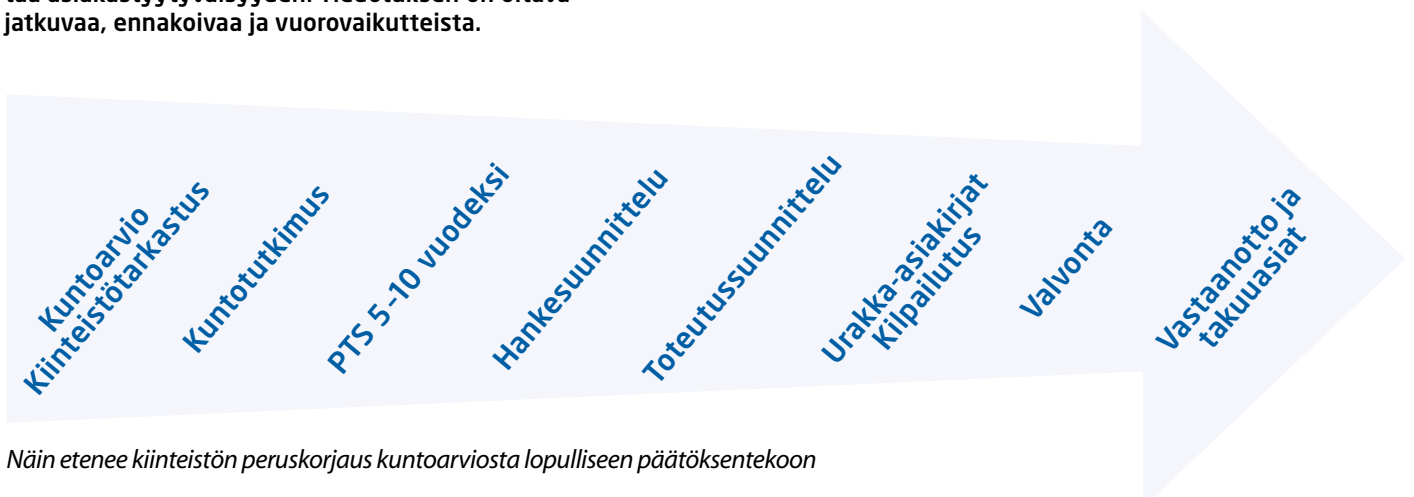 jatkuvaa, ennakoivaa ja vuorovaikutteista.
Kuntoarvio
Kiinteistötarkastus
Kuntotutkimus
PTS 5-10 vuodeksi
Hankesuunnittelu
Toteutussuunnittelu
Urakka-asiakirjat
Kilpailutus
Valvonta
Vastaanotto ja
takuuasiat
Näin etenee kiinteistön peruskorjaus kuntoarviosta lopulliseen päätöksentekoon